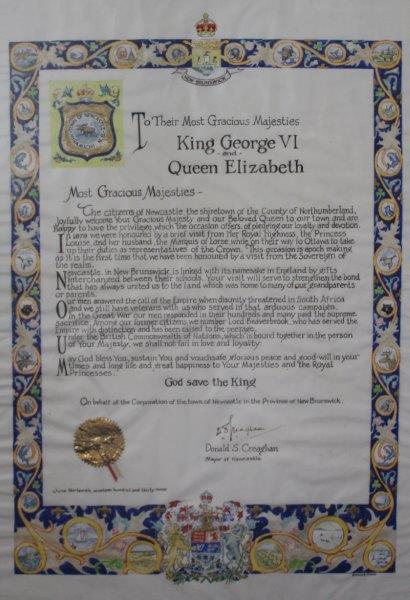 NEW BRUNSWICK
To Their Most Gracious Majesties
King George VI
- and -
Queen Elizabeth
Most Gracious Majesties -
The citizens of Newcastle, the shiretown of the County of Northumberland,
joyfully welcome Your Gracious Majesty and our Beloved Queen to our town and are
happy to have the privilege which the occasion offers, of pledging our loyalty and devotion.
In we were honoured by a brief visit from Her Royal Highness, the Princess
Louise, and her husband, the Marquis of Lorne while on their way to Ottawa to take
up their duties as representatives of the Crown. This occasion is epoch making
as it is the first time that we have been honoured by a visit from the Sovereign of
the realm.
Newcastle, in New Brunswick, is linked with its namesake in England by gifts
interchanged between their schools. Your visit will serve to strengthen the bond
that has always united us to the land which was home to many of our grandparents
or parents.
Our men answered the call of the Empire when disunity threatened in South Africa
and we still have veterans with us who served in that arduous campaign.
In the Great War our men responded in their hundreds and many paid the supreme
sacrifice. Among our former citizens we number Lord Beaverbrook, who has served the
Empire with distinction and has been raised to the peerage.
Under the British Commonwealth of Nations, which is bound together in the person
of Your Majesty, we shall not fail in love and loyalty.
May God bless You, sustain You and vouchsafe glorious peace and good-will in your
times and long life and great happiness to Your Majesties and the Royal
Princesses.
God save the King
On behalf of the Corporation of the town of Newcastle in the Province of New Brunswick.
D S Creaghan
Donald S. Creaghan
Mayor of Newcastle
June thirteenth, nineteen hundred and thirty-nine